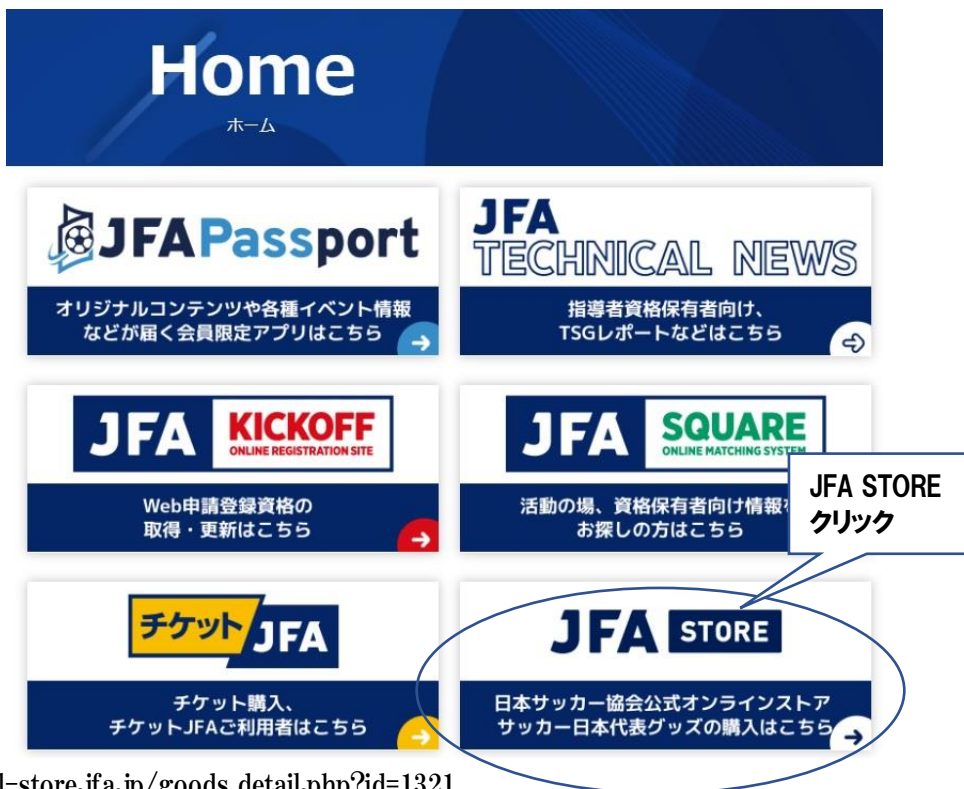 Home
ホーム
JFA Passport
オリジナルコンテンツや各種イベント情報
などが届く会員限定アプリはこちら
JFA
TECHNICAL NEWS
指導者資格保有者向け、
TSGレポートなどはこちら
JFA KICKOFF
ONLINE REGISTRATION SITE
Web申請登録資格の
取得・更新はこちら
JFA SQUARE
ONLINE MATCHING SYSTEM
活動の場、資格保有者向け情報
お探しの方はこちら
JFA STORE
クリック
チケット JFA
チケット購入、
チケットJFAご利用者はこちら
JFA STORE
日本サッカー協会公式オンラインストア
サッカー日本代表グッズの購入はこちら
l-store.jfa.jp/goods_detail.php?id=1321